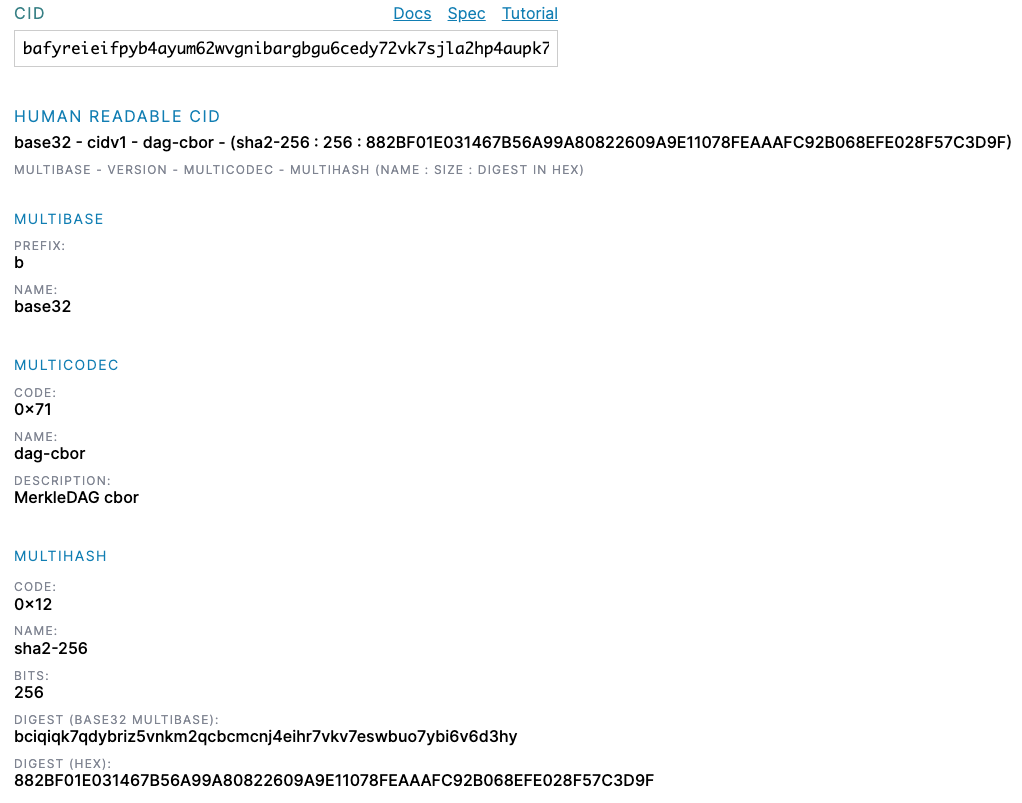 CID Docs Spec Tutorial
bafyreieifpyb4ayum62wvgnibargbgu6cedy72vk7sjla2hp4aupk7
HUMAN READABLE CID
base32 - cidv1 - dag-cbor - (sha2-256 : 256 : 882BF01E031467B56A99A80822609A9E11078FEAAAFC92B068EFE028F57C3D9F)
MULTIBASE - VERSION - MULTICODEC - MULTIHASH (NAME : SIZE : DIGEST IN HEX)
MULTIBASE
PREFIX:
b
NAME:
base32
MULTICODEC
CODE:
0×71
NAME:
dag-cbor
DESCRIPTION:
MerkleDAG cbor
MULTIHASH
CODE:
0×12
NAME:
sha2-256
BITS:
256
DIGEST (BASE32 MULTIBASE):
bciqiqk7qdybriz5vnkm2qcbcmcnj4eihr7vkv7eswbuo7ybi6v6d3hy
DIGEST (HEX):
882BF01E031467B56A99A80822609A9E11078FEAAAFC92B068EFE028F57C3D9F